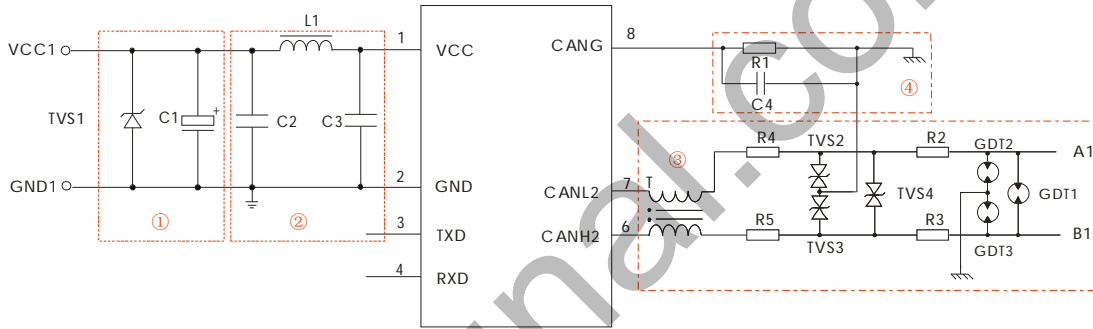 L1
VCC1
1
VCC
CANG
8
R1
C4
④
TVS1
C1
+
C2
C3
GND1
2
GND
①
②
3
TXD
4
RXD
③
R4
TVS2
R2
GDT2
A1
7
T
CANL2
TVS4
GDT1
CANH2
6
R5
TVS3
R3
GDT3
B1
nal.co